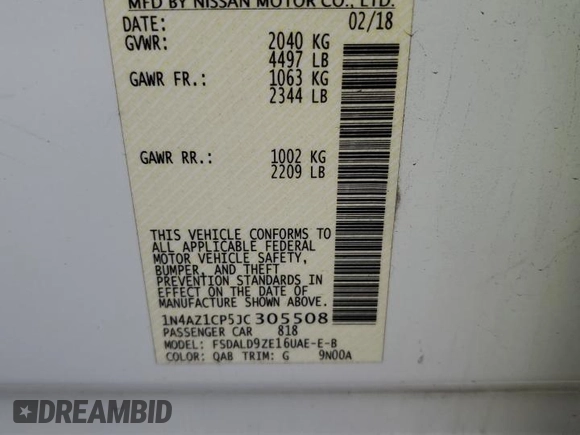 MFD BY NISSAN MOTOR CO., LTD.
DATE: 02/18
GVWR: 2040 KG
4497 LB
GAWR FR.: 1063 KG
2344 LB
GAWR RR.: 1002 KG
2209 LB
THIS VEHICLE CONFORMS TO
ALL APPLICABLE FEDERAL
MOTOR VEHICLE SAFETY,
BUMPER, AND THEFT
PREVENTION STANDARDS IN
EFFECT ON THE DATE OF
MANUFACTURE SHOWN ABOVE.
1N4AZ1CP5JC305508
PASSENGER CAR 818
MODEL: FSDALD9ZE16UAE-E-B
COLOR: QAB TRIM: G 9N00A
DREAMBID